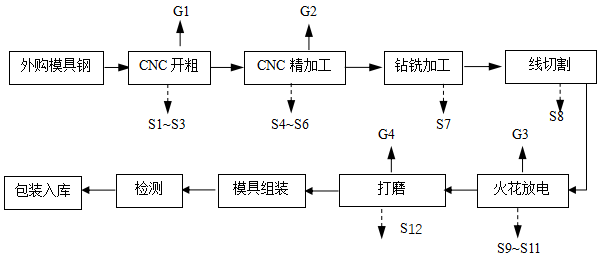 G1
G2
外购模具钢
CNC 开粗
CNC 精加工
钻铣加工
线切割
S1~S3
S4~S6
S7
S8
G4
G3
包装入库
检测
模具组装
打磨
火花放电
S12
S9~S11